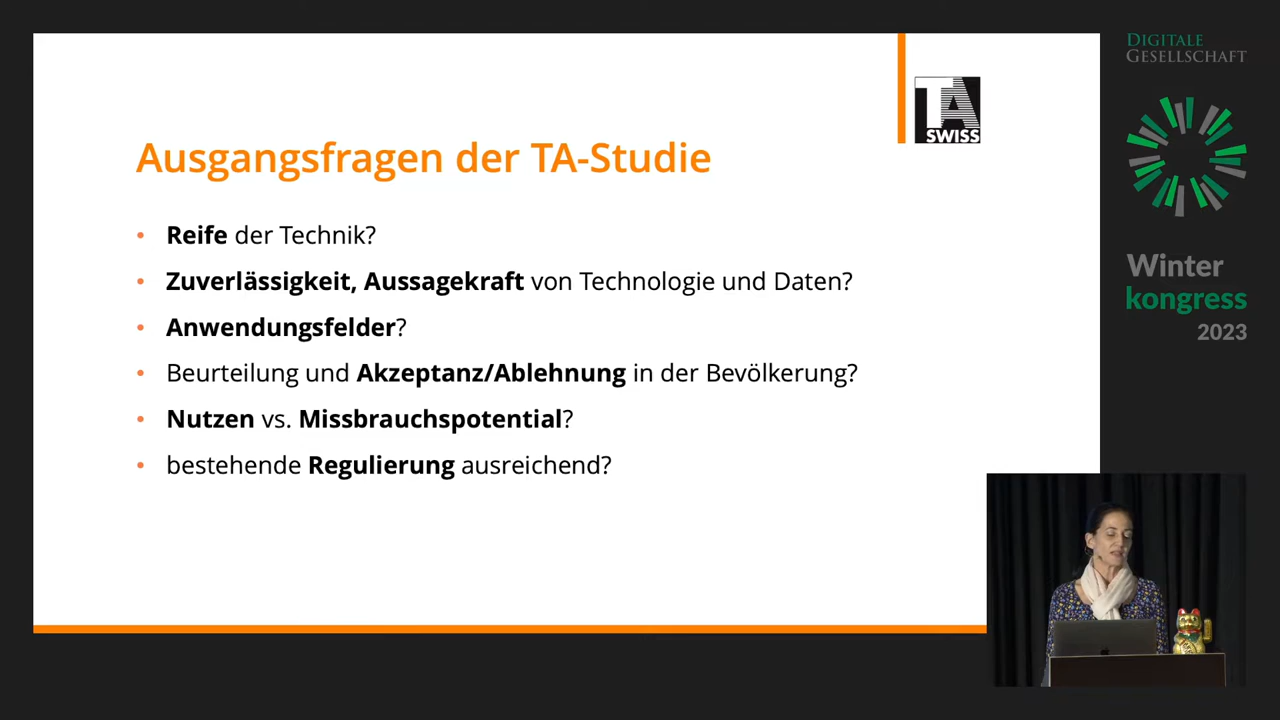 DIGITALE
GESELLSCHAFT
TA
SWISS
Ausgangsfragen der TA-Studie
• Reife der Technik?
• Zuverlässigkeit, Aussagekraft von Technologie und Daten?
• Anwendungsfelder?
• Beurteilung und Akzeptanz/Ablehnung in der Bevölkerung?
• Nutzen vs. Missbrauchspotential?
• bestehende Regulierung ausreichend?
Winter
kongress
2023